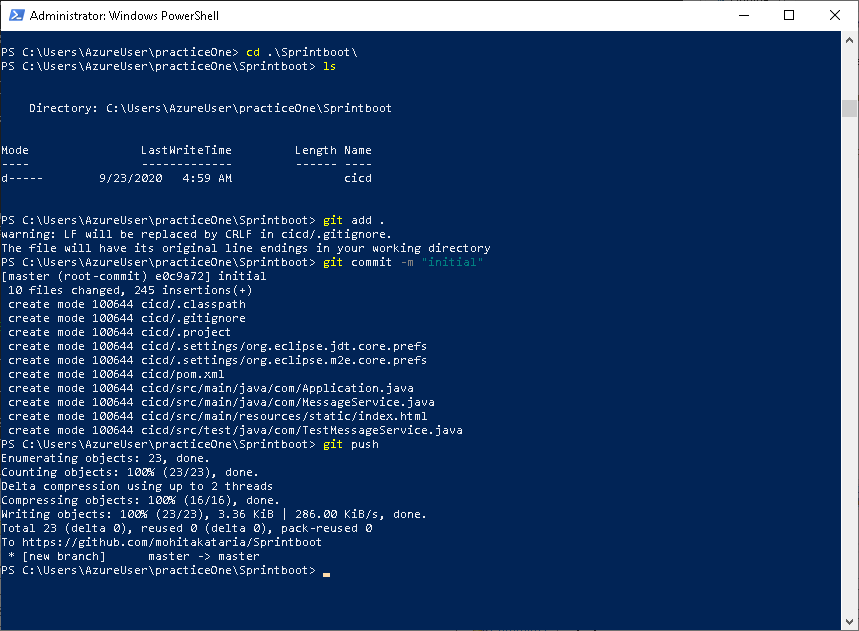 Administrator: Windows PowerShell
PS C:\Users\AzureUser\practiceOne> cd .\Sprintboot\
PS C:\Users\AzureUser\practiceOne\Sprintboot> ls
    Directory: C:\Users\AzureUser\practiceOne\Sprintboot
Mode                LastWriteTime         Length Name
----                -------------         ------ ----
d-----        9/23/2020   4:59 AM                cicd
PS C:\Users\AzureUser\practiceOne\Sprintboot> git add .
warning: LF will be replaced by CRLF in cicd/.gitignore.
The file will have its original line endings in your working directory
PS C:\Users\AzureUser\practiceOne\Sprintboot> git commit -m "initial"
[master (root-commit) e0c9a72] initial
 10 files changed, 245 insertions(+)
 create mode 100644 cicd/.classpath
 create mode 100644 cicd/.gitignore
 create mode 100644 cicd/.project
 create mode 100644 cicd/.settings/org.eclipse.jdt.core.prefs
 create mode 100644 cicd/.settings/org.eclipse.m2e.core.prefs
 create mode 100644 cicd/pom.xml
 create mode 100644 cicd/src/main/java/com/Application.java
 create mode 100644 cicd/src/main/java/com/MessageService.java
 create mode 100644 cicd/src/main/resources/static/index.html
 create mode 100644 cicd/src/test/java/com/TestMessageService.java
PS C:\Users\AzureUser\practiceOne\Sprintboot> git push
Enumerating objects: 23, done.
Counting objects: 100% (23/23), done.
Delta compression using up to 2 threads
Compressing objects: 100% (16/16), done.
Writing objects: 100% (23/23), 3.36 KiB | 286.00 KiB/s, done.
Total 23 (delta 0), reused 0 (delta 0), pack-reused 0
To https://github.com/mohitakataria/Sprintboot
 * [new branch]      master -> master
PS C:\Users\AzureUser\practiceOne\Sprintboot>